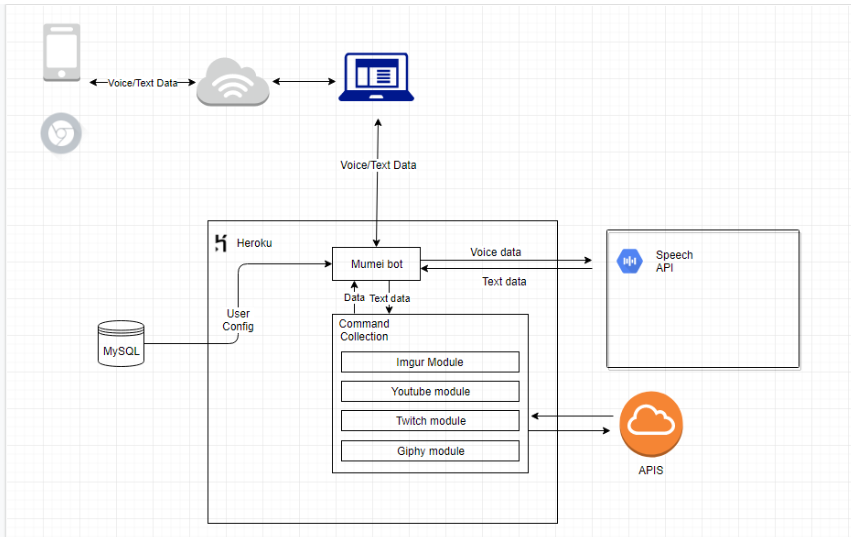 Voice/Text Data
Voice/Text Data
Heroku
Mumei bot
Voice data
Text data
Speech
API
Data
Text data
User
Config
MySQL
Command
Collection
Imgur Module
Youtube module
Twitch module
Giphy module
APIS